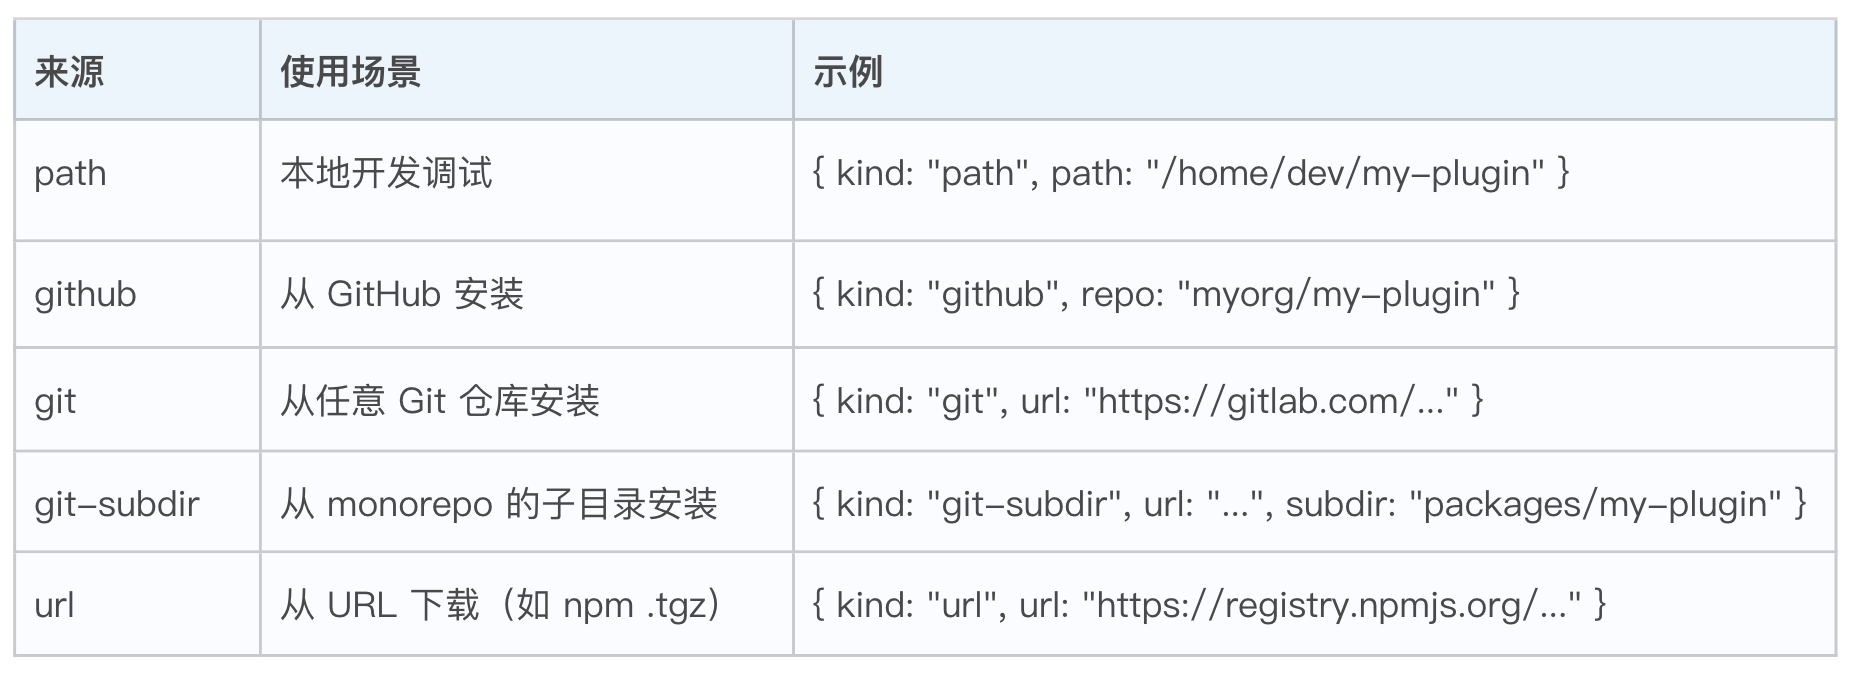 来源 使用场景 示例
path 本地开发调试 { kind: "path", path: "/home/dev/my-plugin" }
github 从 GitHub 安装 { kind: "github", repo: "myorg/my-plugin" }
git 从任意 Git 仓库安装 { kind: "git", url: "https://gitlab.com/..." }
git-subdir 从 monorepo 的子目录安装 { kind: "git-subdir", url: "...", subdir: "packages/my-plugin" }
url 从 URL 下载（如 npm .tgz） { kind: "url", url: "https://registry.npmjs.org/..." }